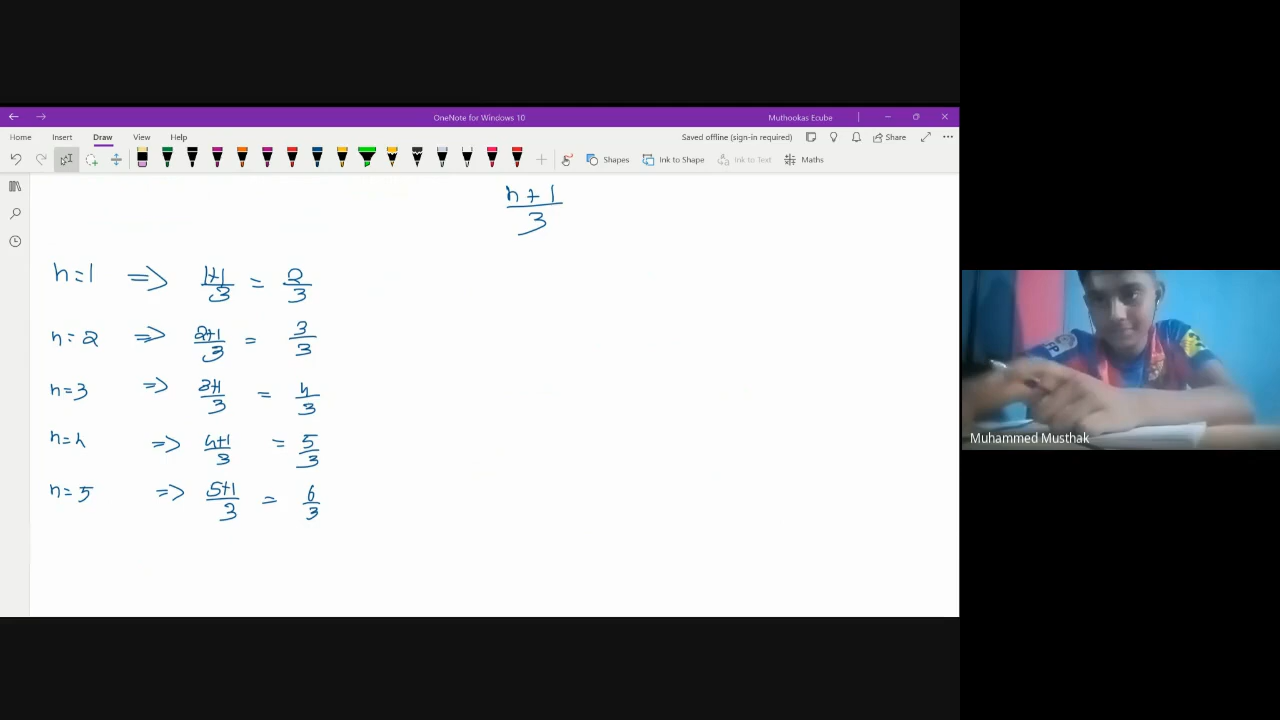 OneNote for Windows 10
Muthookas Ecube
Home Insert Draw View Help
Saved offline (sign-in required)
Share
Shapes
Ink to Shape
Ink to Text
Maths
n+1/3
n=1 => 1+1/3 = 2/3
n=2 => 2+1/3 = 3/3
n=3 => 3+1/3 = 4/3
n=4 => 4+1/3 = 5/3
n=5 => 5+1/3 = 6/3
Muhammed Musthak